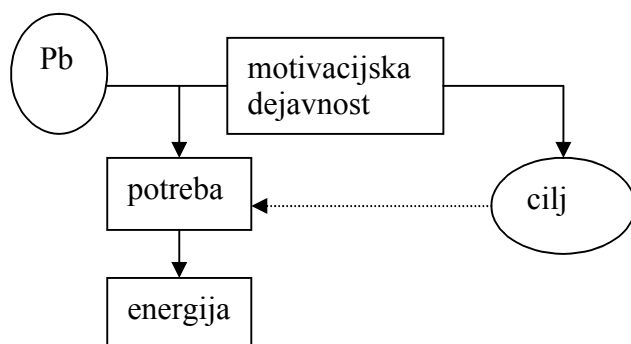 Pb
motivacijska
dejavnost
potreba
cilj
energija